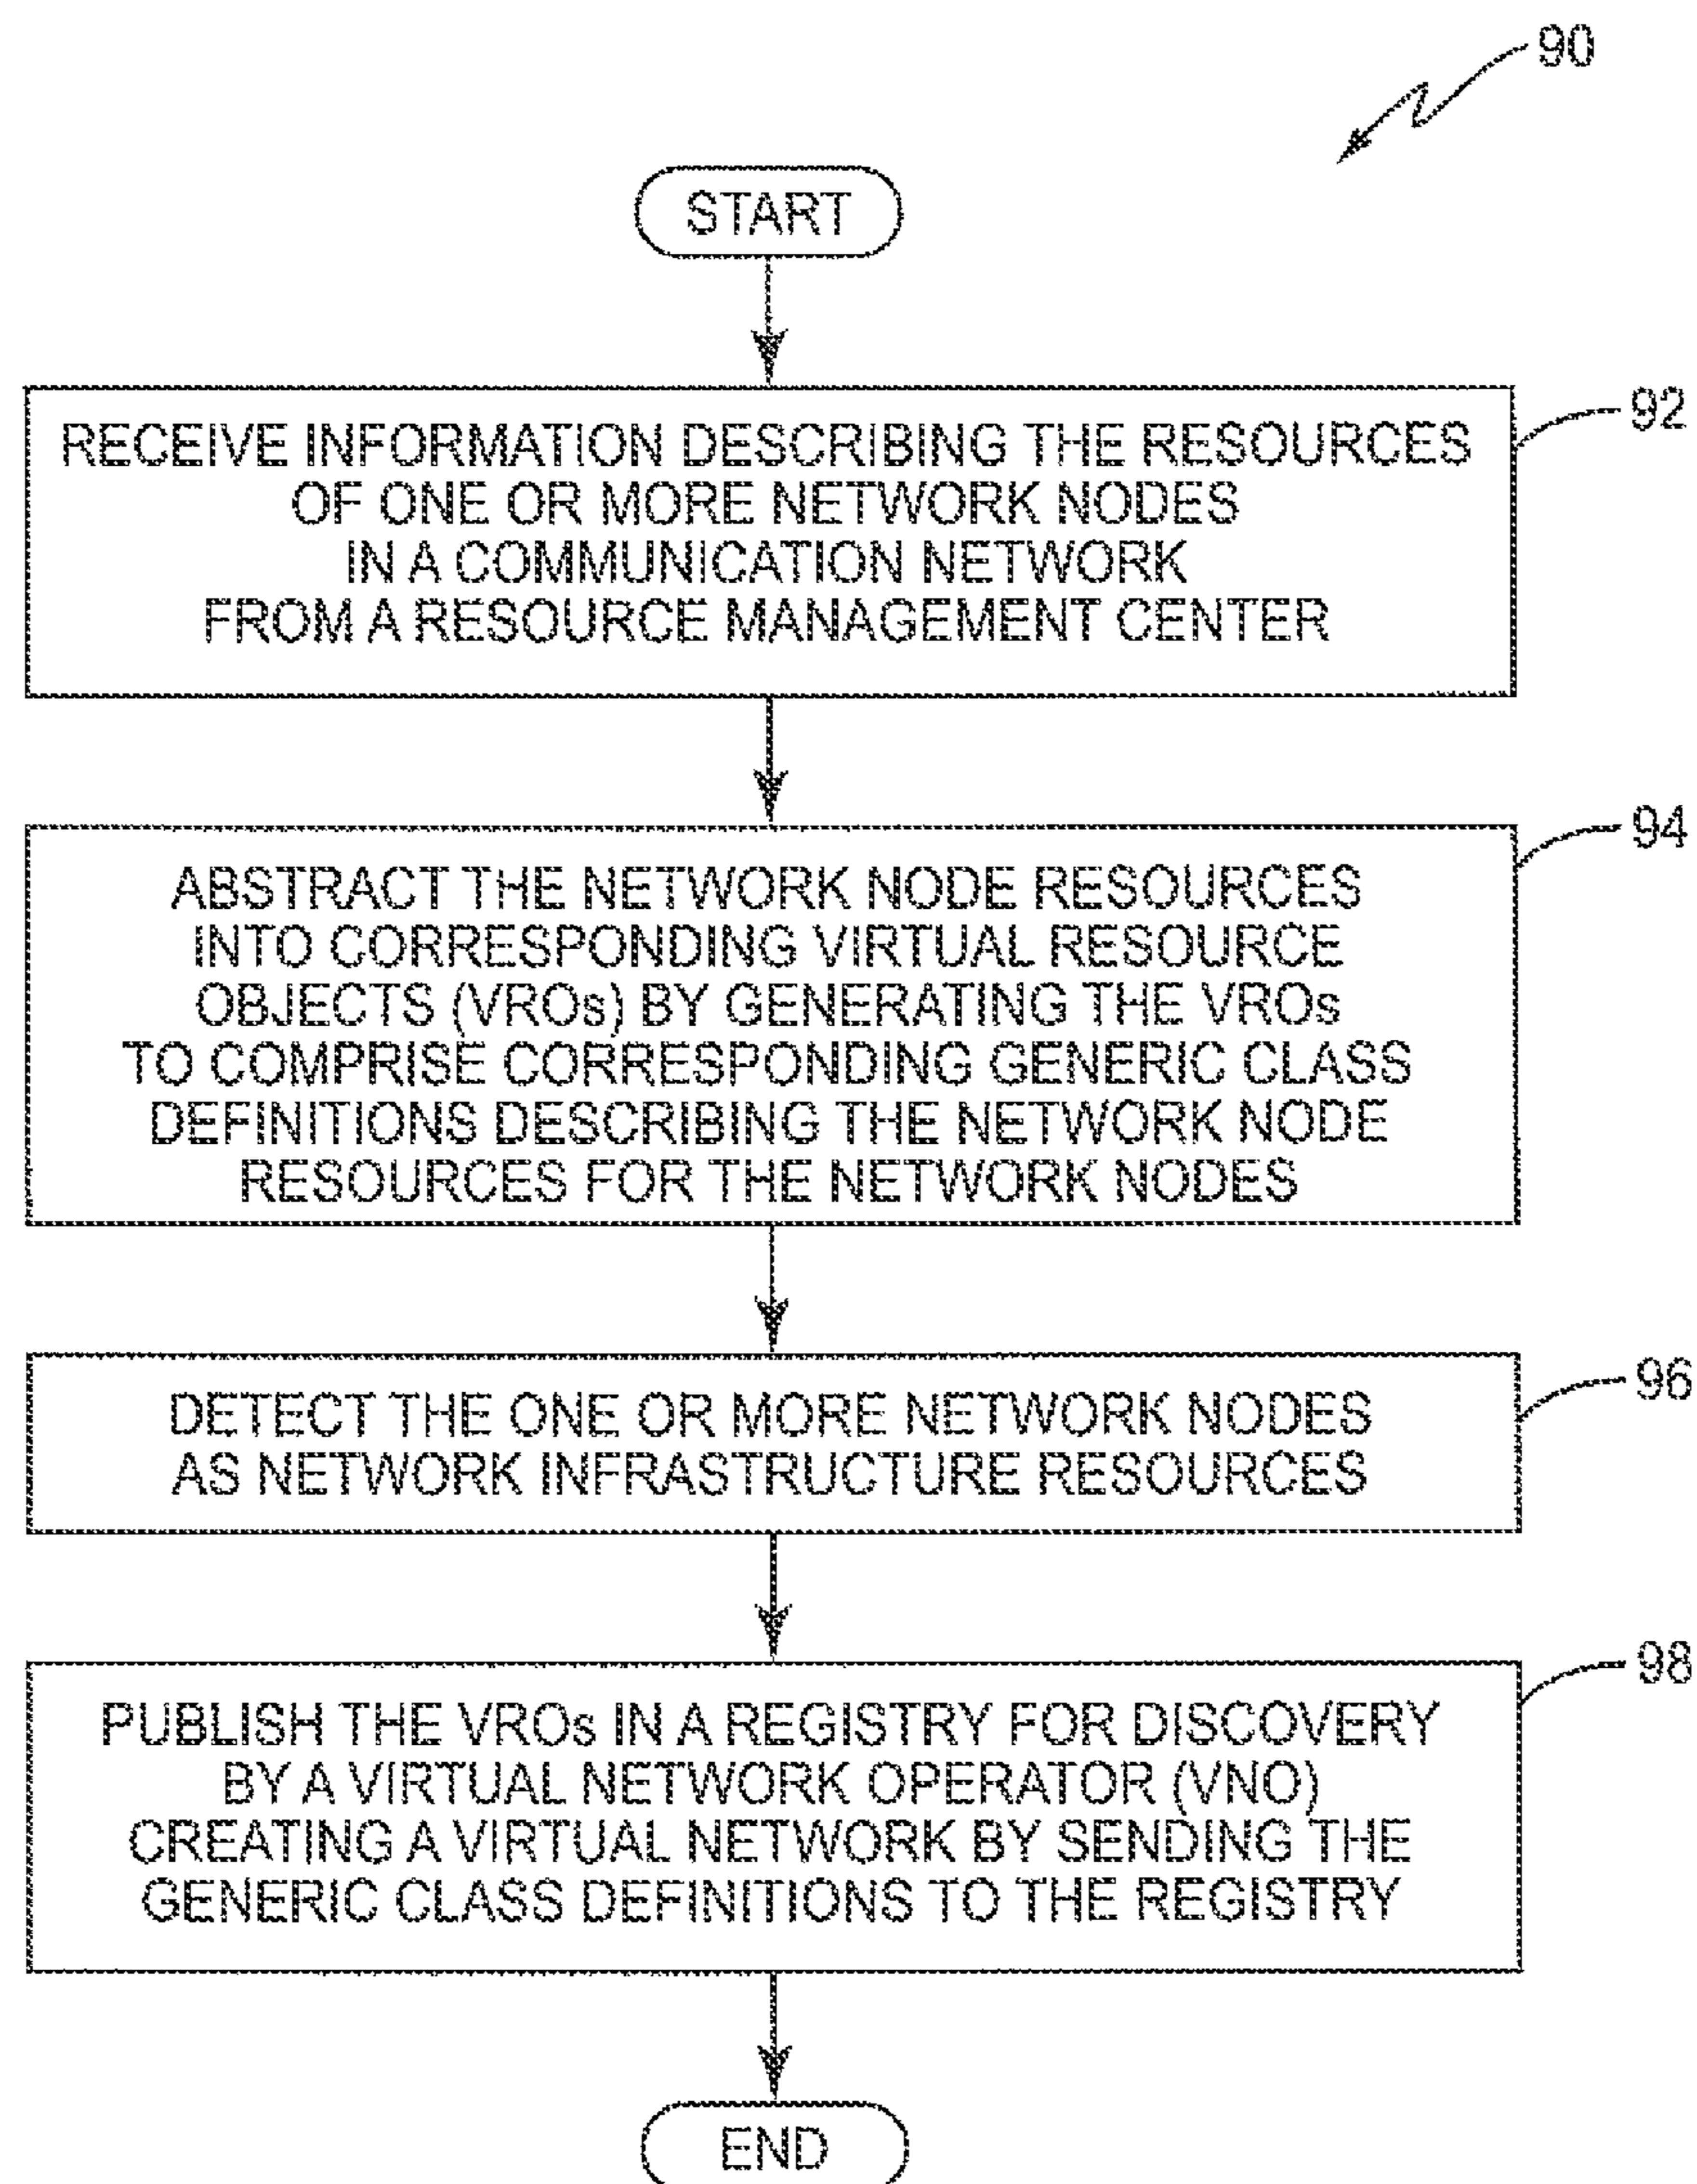 90
START
92
RECEIVE INFORMATION DESCRIBING THE RESOURCES
OF ONE OR MORE NETWORK NODES
IN A COMMUNICATION NETWORK
FROM A RESOURCE MANAGEMENT CENTER
94
ABSTRACT THE NETWORK NODE RESOURCES
INTO CORRESPONDING VIRTUAL RESOURCE
OBJECTS (VROs) BY GENERATING THE VROs
TO COMPRISE CORRESPONDING GENERIC CLASS
DEFINITIONS DESCRIBING THE NETWORK NODE
RESOURCES FOR THE NETWORK NODES
96
DETECT THE ONE OR MORE NETWORK NODES
AS NETWORK INFRASTRUCTURE RESOURCES
98
PUBLISH THE VROs IN A REGISTRY FOR DISCOVERY
BY A VIRTUAL NETWORK OPERATOR (VNO)
CREATING A VIRTUAL NETWORK BY SENDING THE
GENERIC CLASS DEFINITIONS TO THE REGISTRY
END